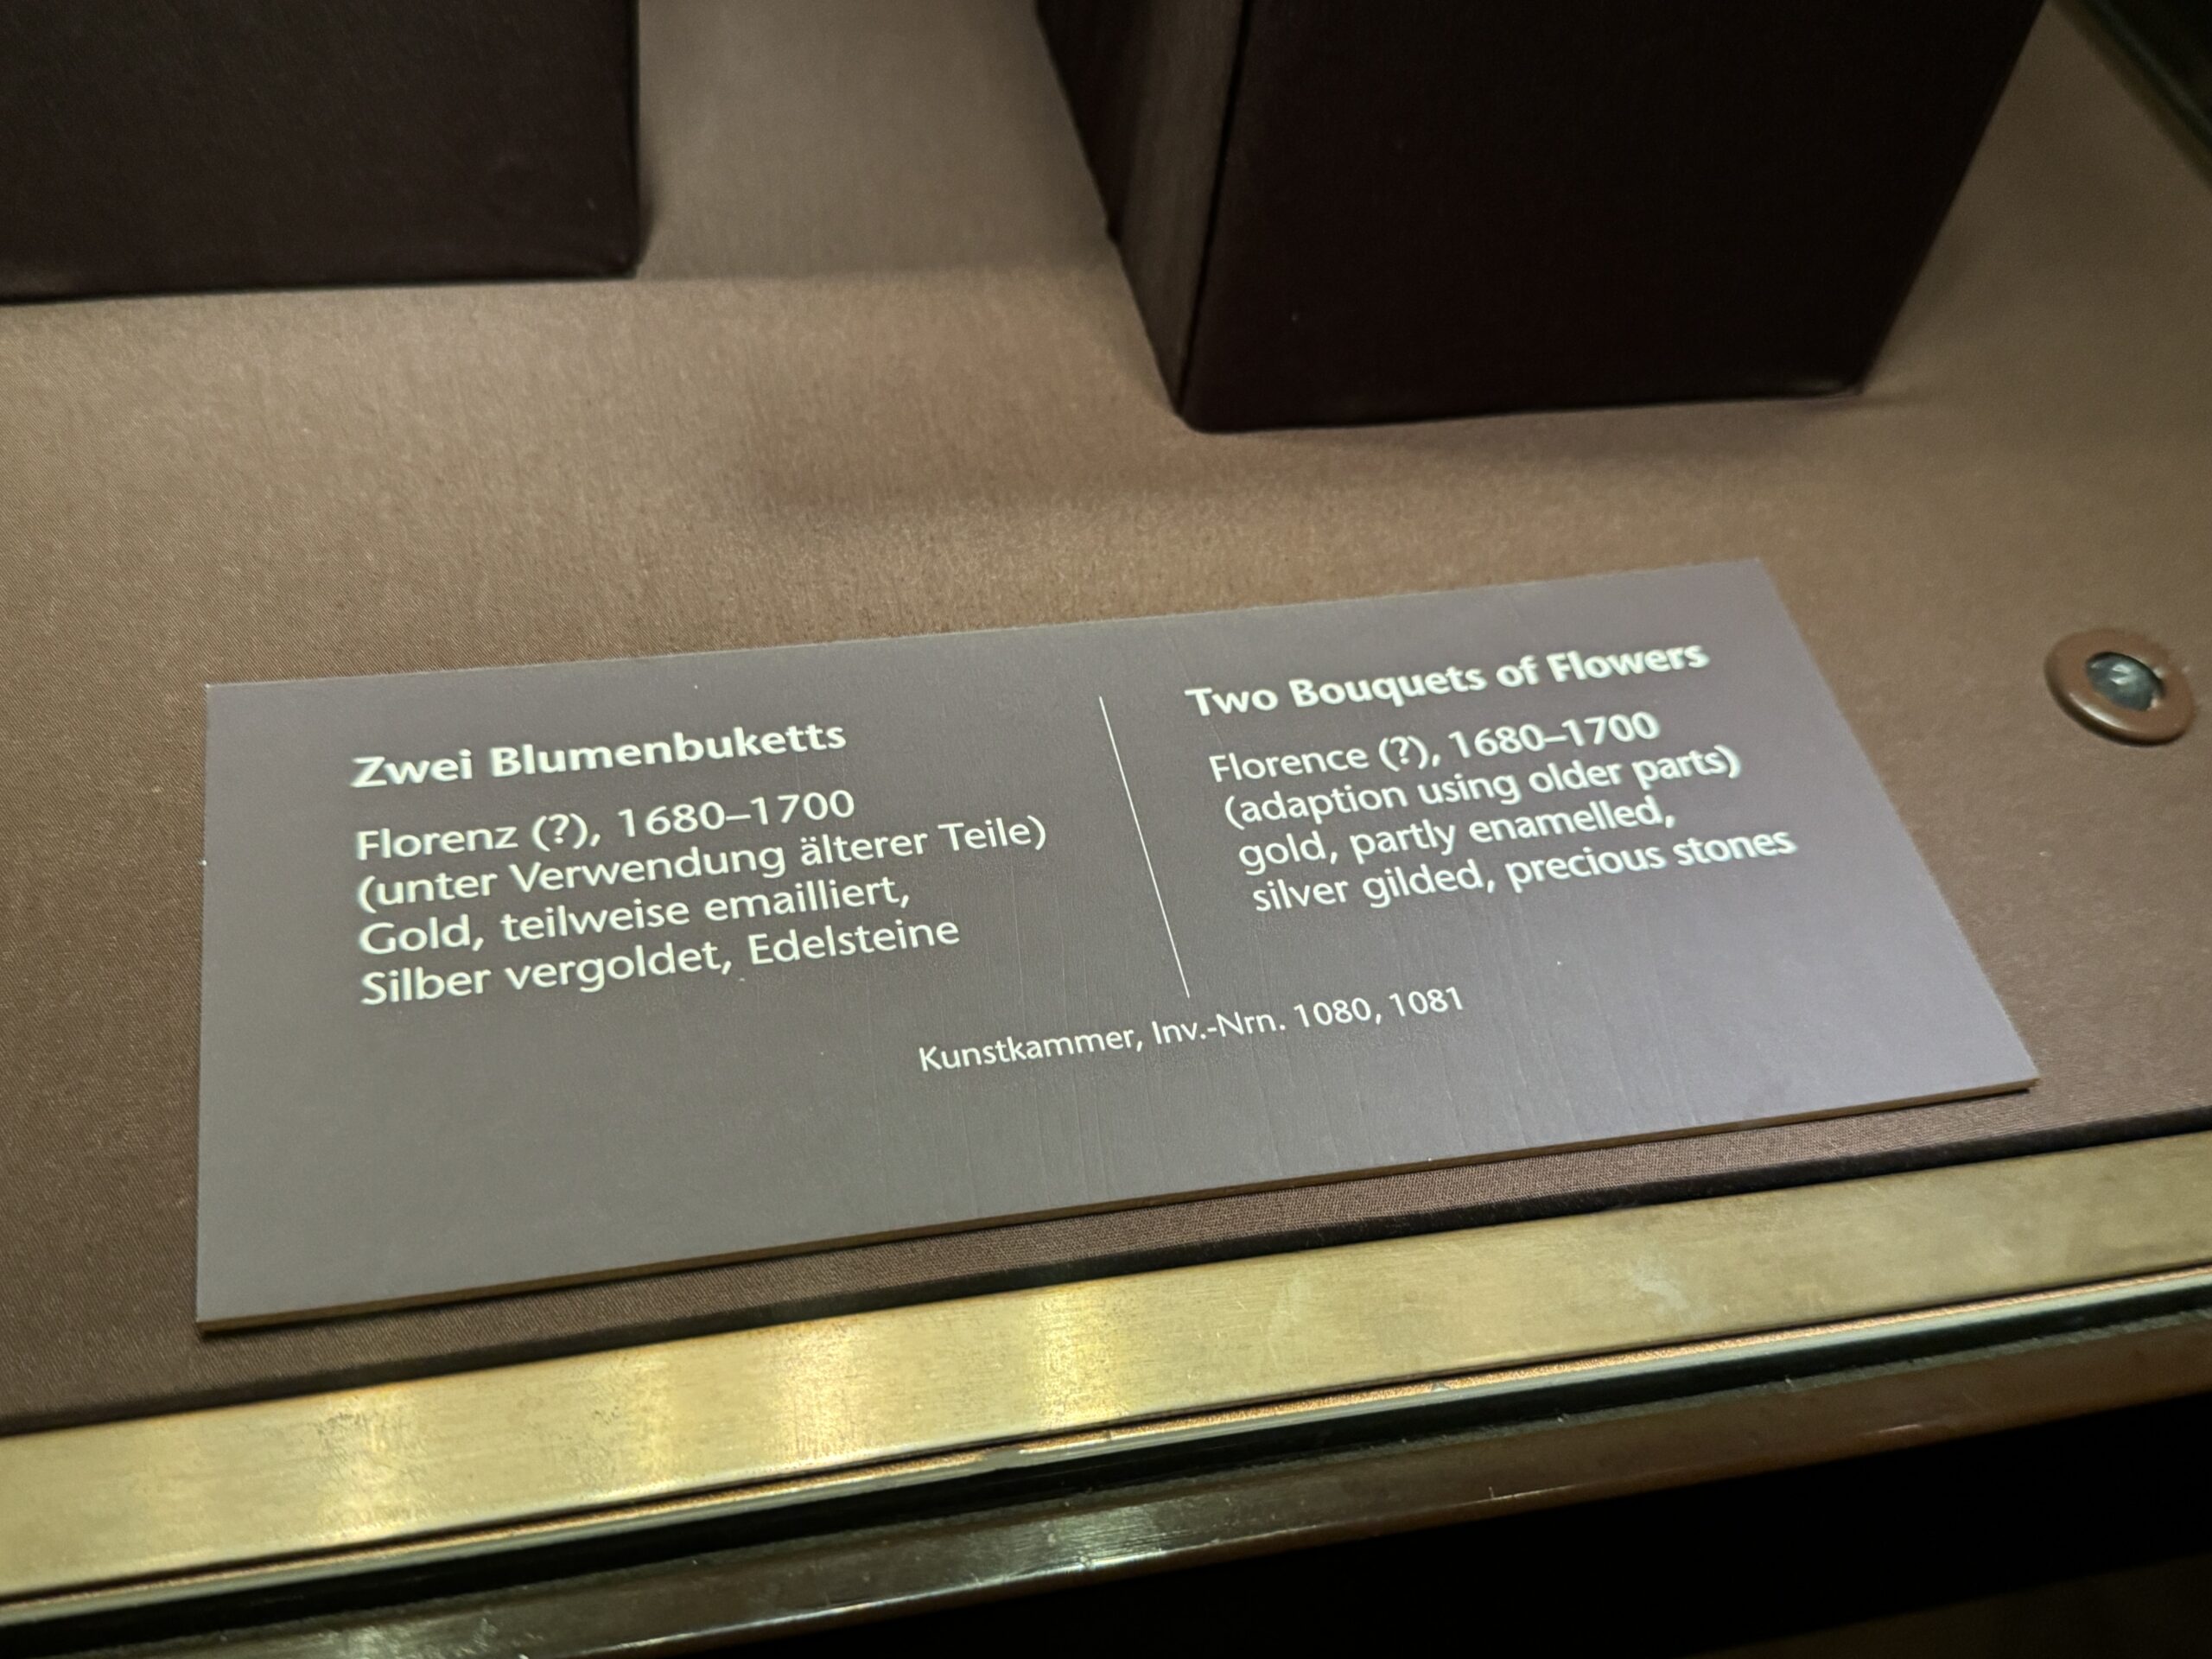 Zwei Blumenbuketts
Florenz (?), 1680–1700
(unter Verwendung älterer Teile)
Gold, teilweise emailliert,
Silber vergoldet, Edelsteine
Two Bouquets of Flowers
Florence (?), 1680–1700
(adaption using older parts)
gold, partly enamelled,
silver gilded, precious stones
Kunstkammer, Inv.-Nrn. 1080, 1081